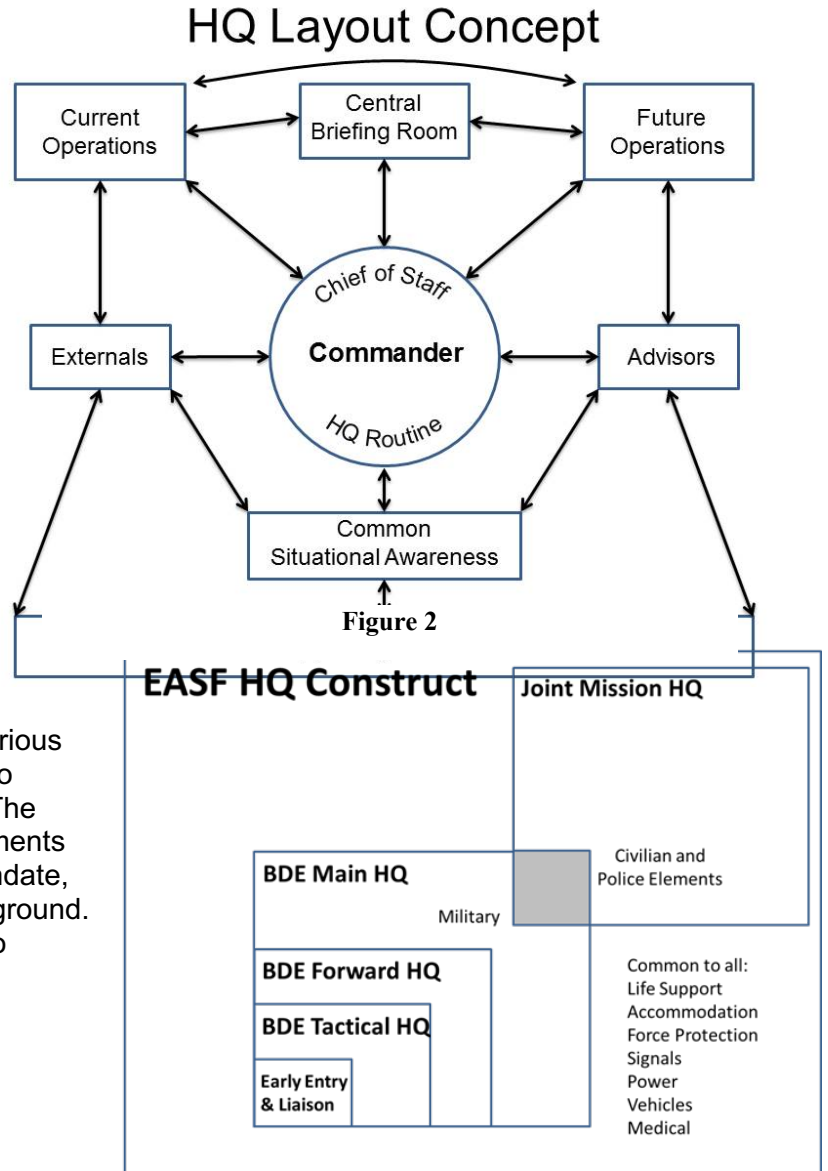 HQ Layout Concept
Current
Operations
Central
Briefing Room
Future
Operations
Chief of Staff
Commander
HQ Routine
Externals
Advisors
Common
Situational Awareness
Figure 2
EASF HQ Construct
Joint Mission HQ
Civilian and
Police Elements
BDE Main HQ
Military
BDE Forward HQ
BDE Tactical HQ
Early Entry
& Liaison
Common to all:
Life Support
Accommodation
Force Protection
Signals
Power
Vehicles
Medical
The
ground.